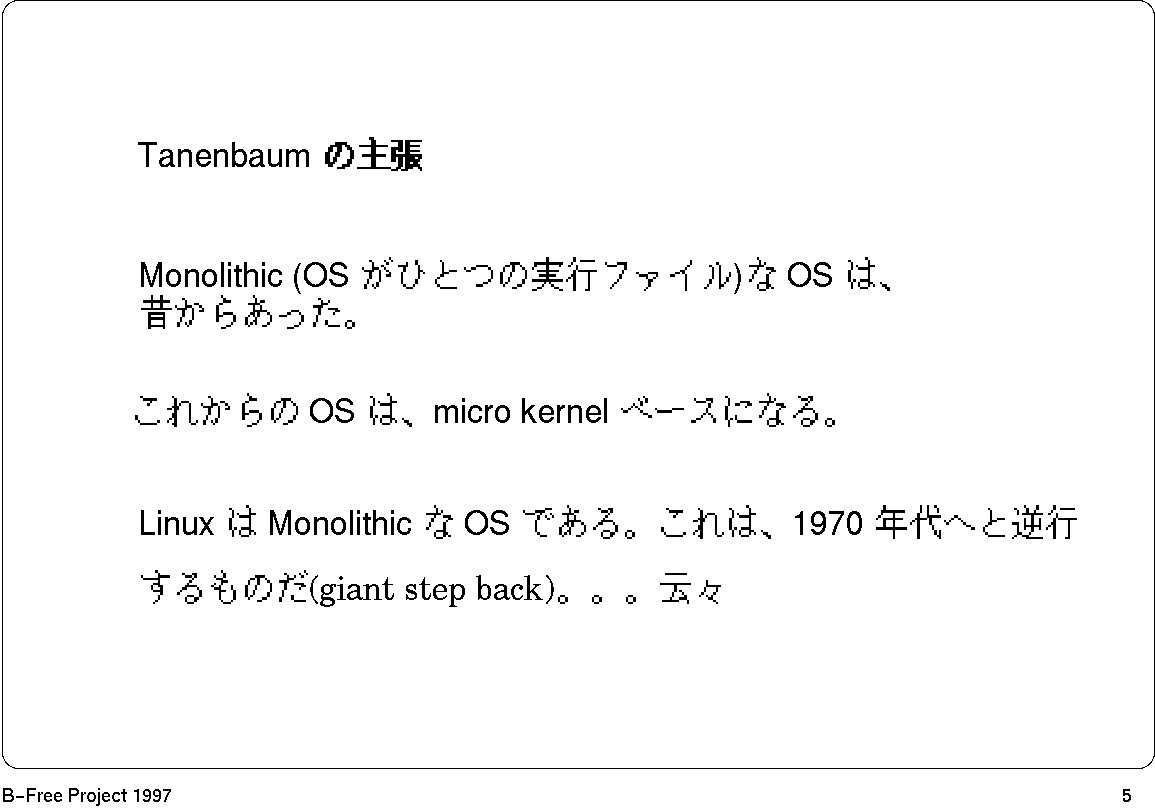 Tanenbaum の主張
Monolithic (OS がひとつの実行ファイル)な OS は、
昔からあった。
これからの OS は、micro kernel ベースになる。
Linux は Monolithic な OS である。これは、1970 年代へと逆行
するものだ(giant step back)。。。云々
B-Free Project 1997
5